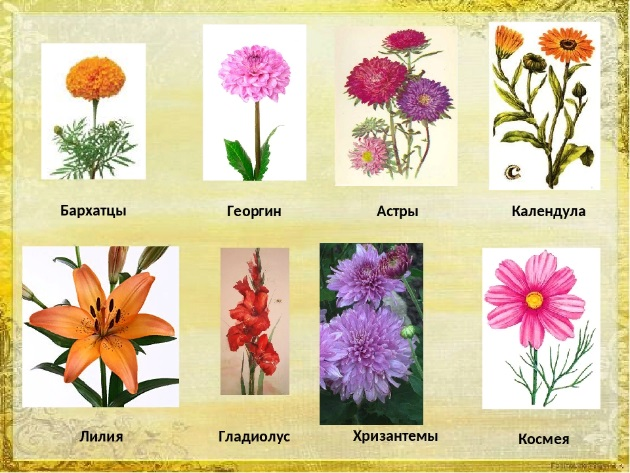 Бархатцы
Георгин
Астры
Календула
Лилия
Гладиолус
Хризантемы
Космея